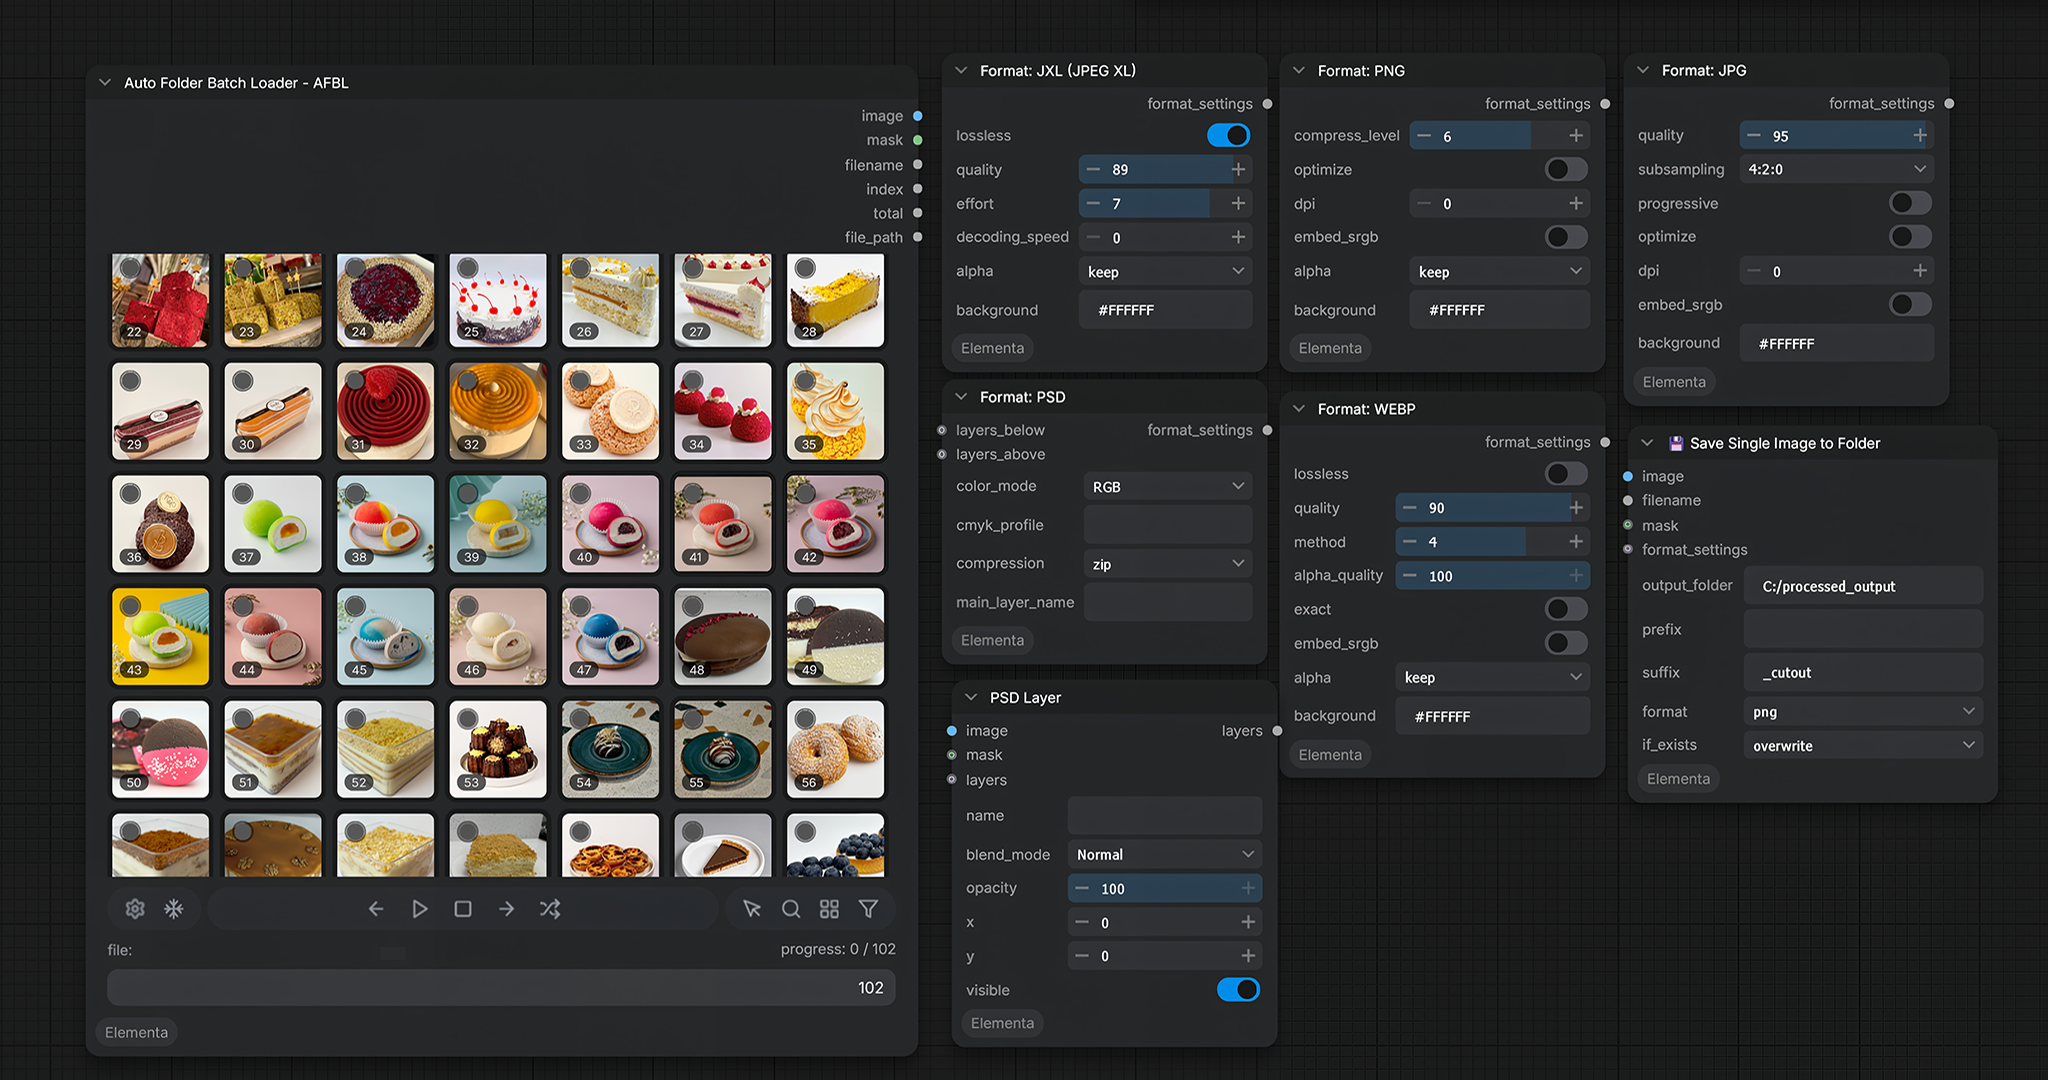 Auto Folder Batch Loader - AFBL
image
mask
filename
index
total
file_path
22 23 24 25 26 27 28
29 30 31 32 33 34 35
36 37 38 39 40 41 42
43 44 45 46 47 48 49
50 51 52 53 54 55 56
file:
progress: 0 / 102
102
Elementa
Format: JXL (JPEG XL)
format_settings
lossless
quality 89
effort 7
decoding_speed 0
alpha keep
background #FFFFFF
Elementa
Format: PSD
layers_below format_settings
layers_above
color_mode RGB
cmyk_profile
compression zip
main_layer_name
Elementa
PSD Layer
image layers
mask
layers
name
blend_mode Normal
opacity 100
x 0
y 0
visible
Elementa
Format: PNG
format_settings
compress_level 6
optimize
dpi 0
embed_srgb
alpha keep
background #FFFFFF
Elementa
Format: WEBP
format_settings
lossless
quality 90
method 4
alpha_quality 100
exact
embed_srgb
alpha keep
background #FFFFFF
Elementa
Format: JPG
format_settings
quality 95
subsampling 4:2:0
progressive
optimize
dpi 0
embed_srgb
background #FFFFFF
Elementa
💾 Save Single Image to Folder
image
filename
mask
format_settings
output_folder C:/processed_output
prefix
suffix _cutout
format png
if_exists overwrite
Elementa